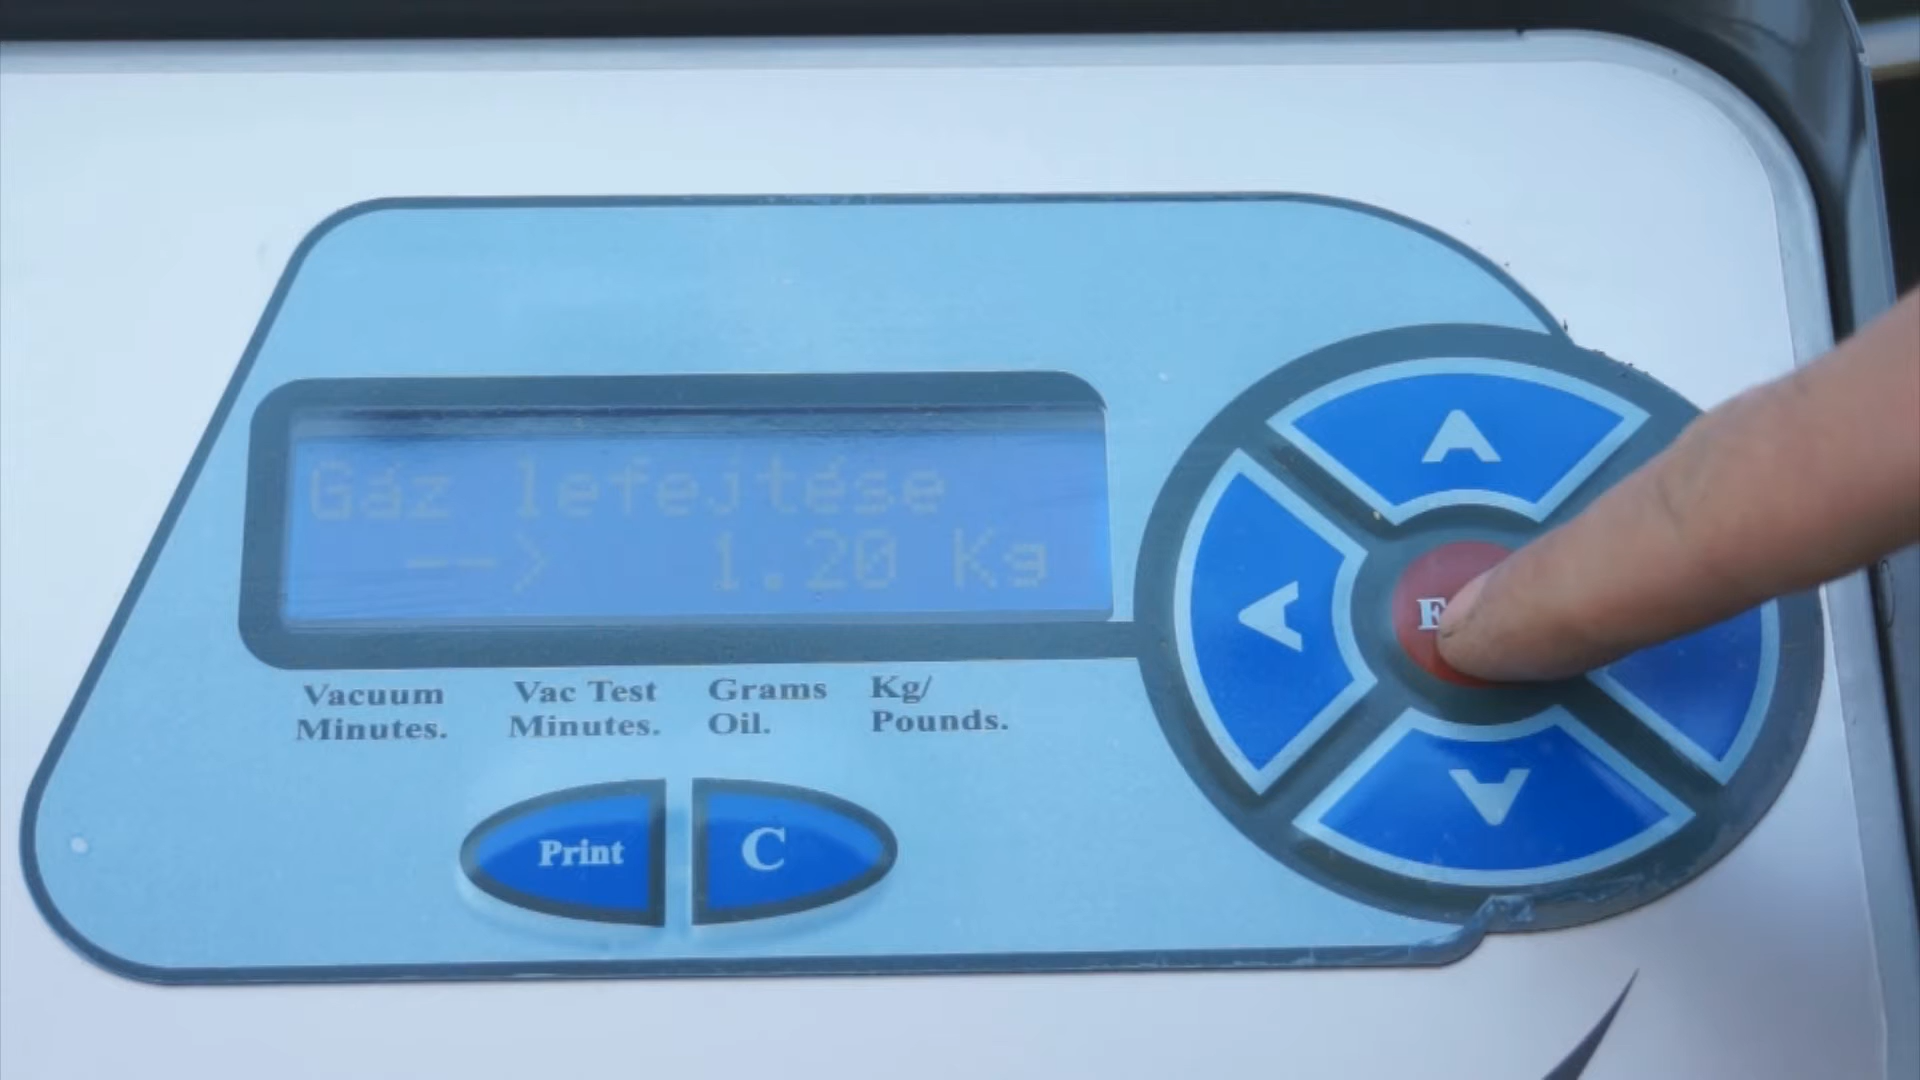 Gáz lefejtése
--> 1.20 Kg
Vacuum
Minutes.
Vac Test
Minutes.
Grams
Oil.
Kg/
Pounds.
Print
C